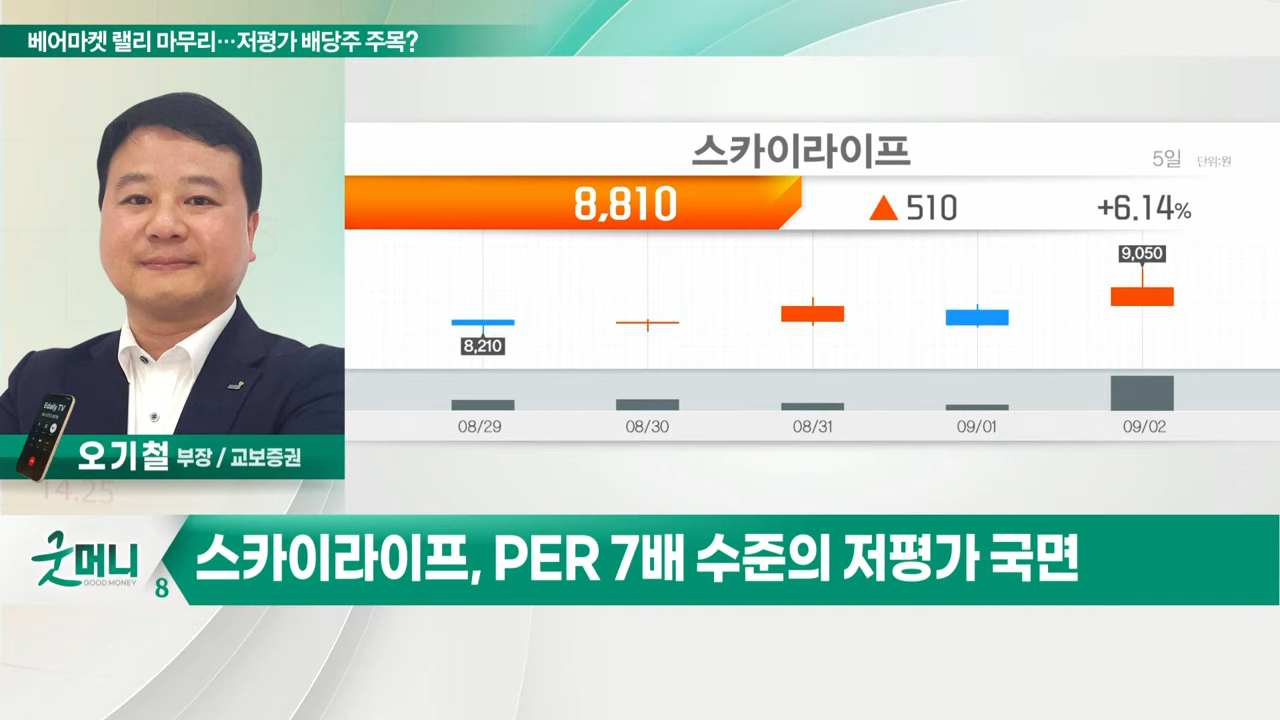 베어마켓 랠리 마무리…저평가 배당주 주목?
스카이라이프
5일 단위:원
8,810 ▲ 510 +6.14%
9,050
8,210
08/29 08/30 08/31 09/01 09/02
Edaily TV
오기철 부장 / 교보증권
14.25
굿머니
GOOD MONEY
8
스카이라이프, PER 7배 수준의 저평가 국면